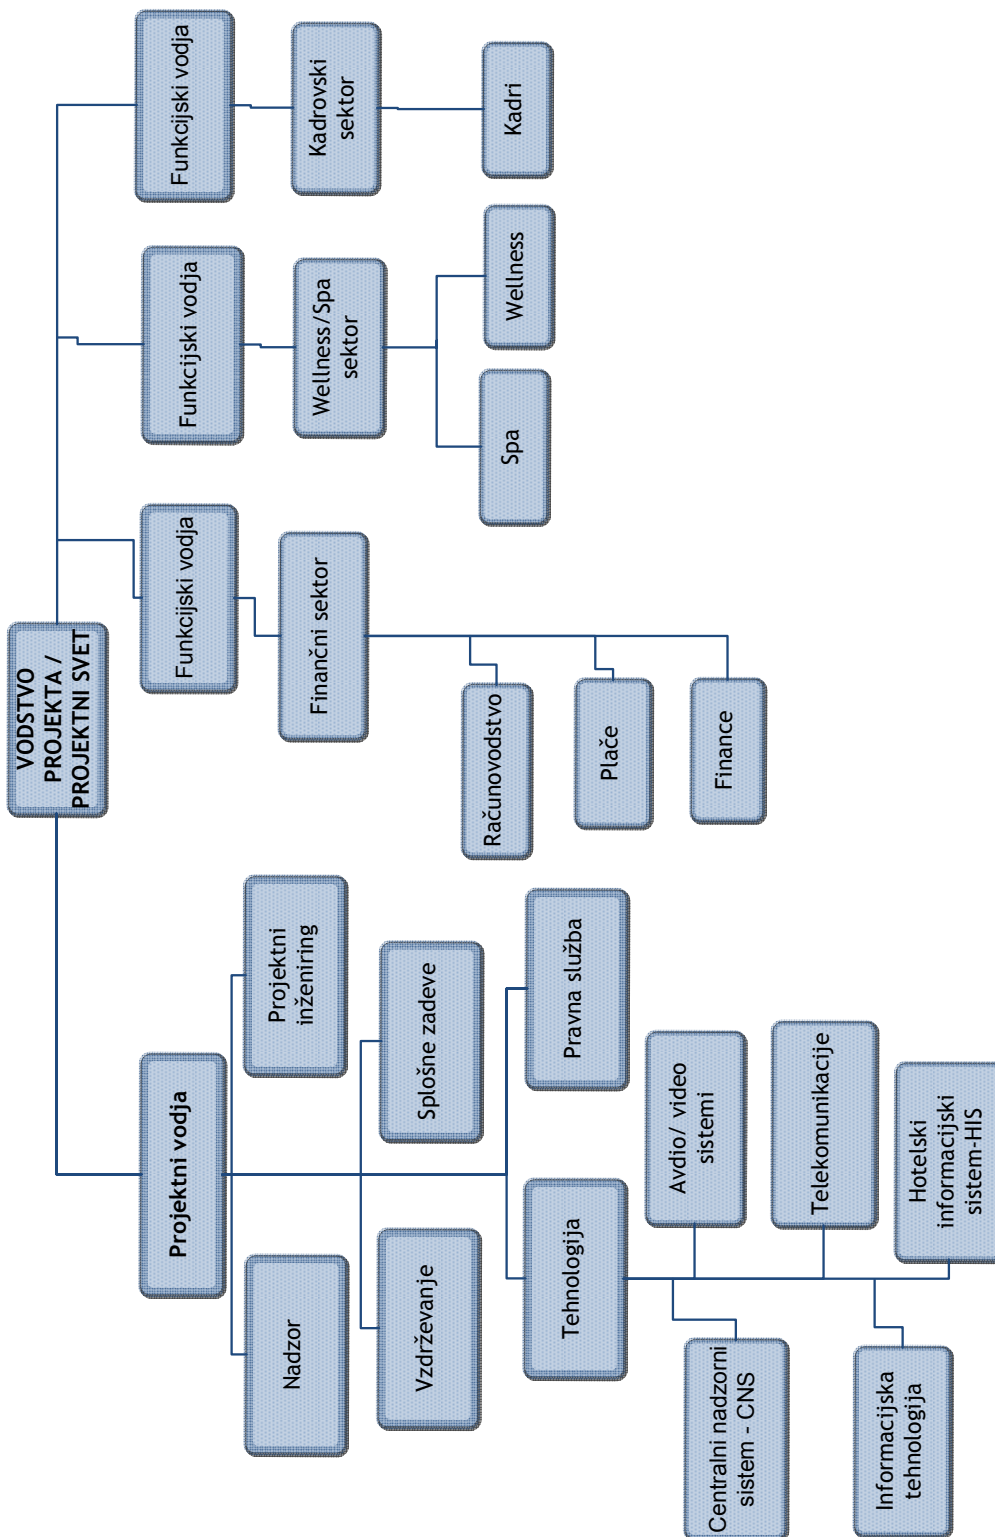 VODSTVO
PROJEKTA /
PROJEKTNI SVET
Projektni vodja
Funkcijski vodja
Funkcijski vodja
Funkcijski vodja
Nadzor
Projektni
inženiring
Finančni sektor
Wellness/Spa
sektor
Kadrovski
sektor
Vzdrževanje
Splošne zadeve
Računovodstvo
Spa
Wellness
Kadri
Tehnologija
Pravna služba
Plače
Finance
Avdio/ video
sistemi
Centralni nadzorni
sistem - CNS
Telekomunikacije
Informacijska
tehnologija
Hotelski
informacijski
sistem-HIS